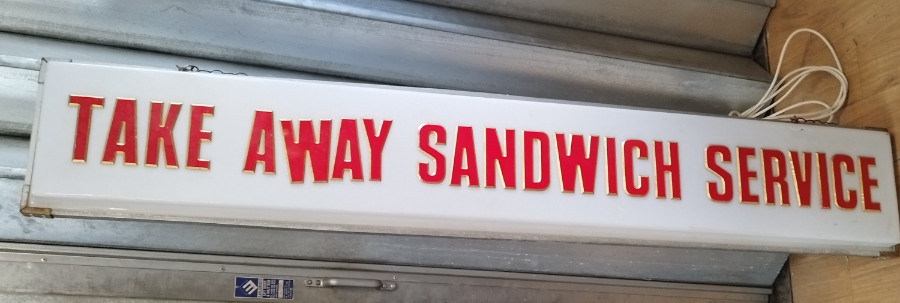 TAKE AWAY SANDWICH SERVICE